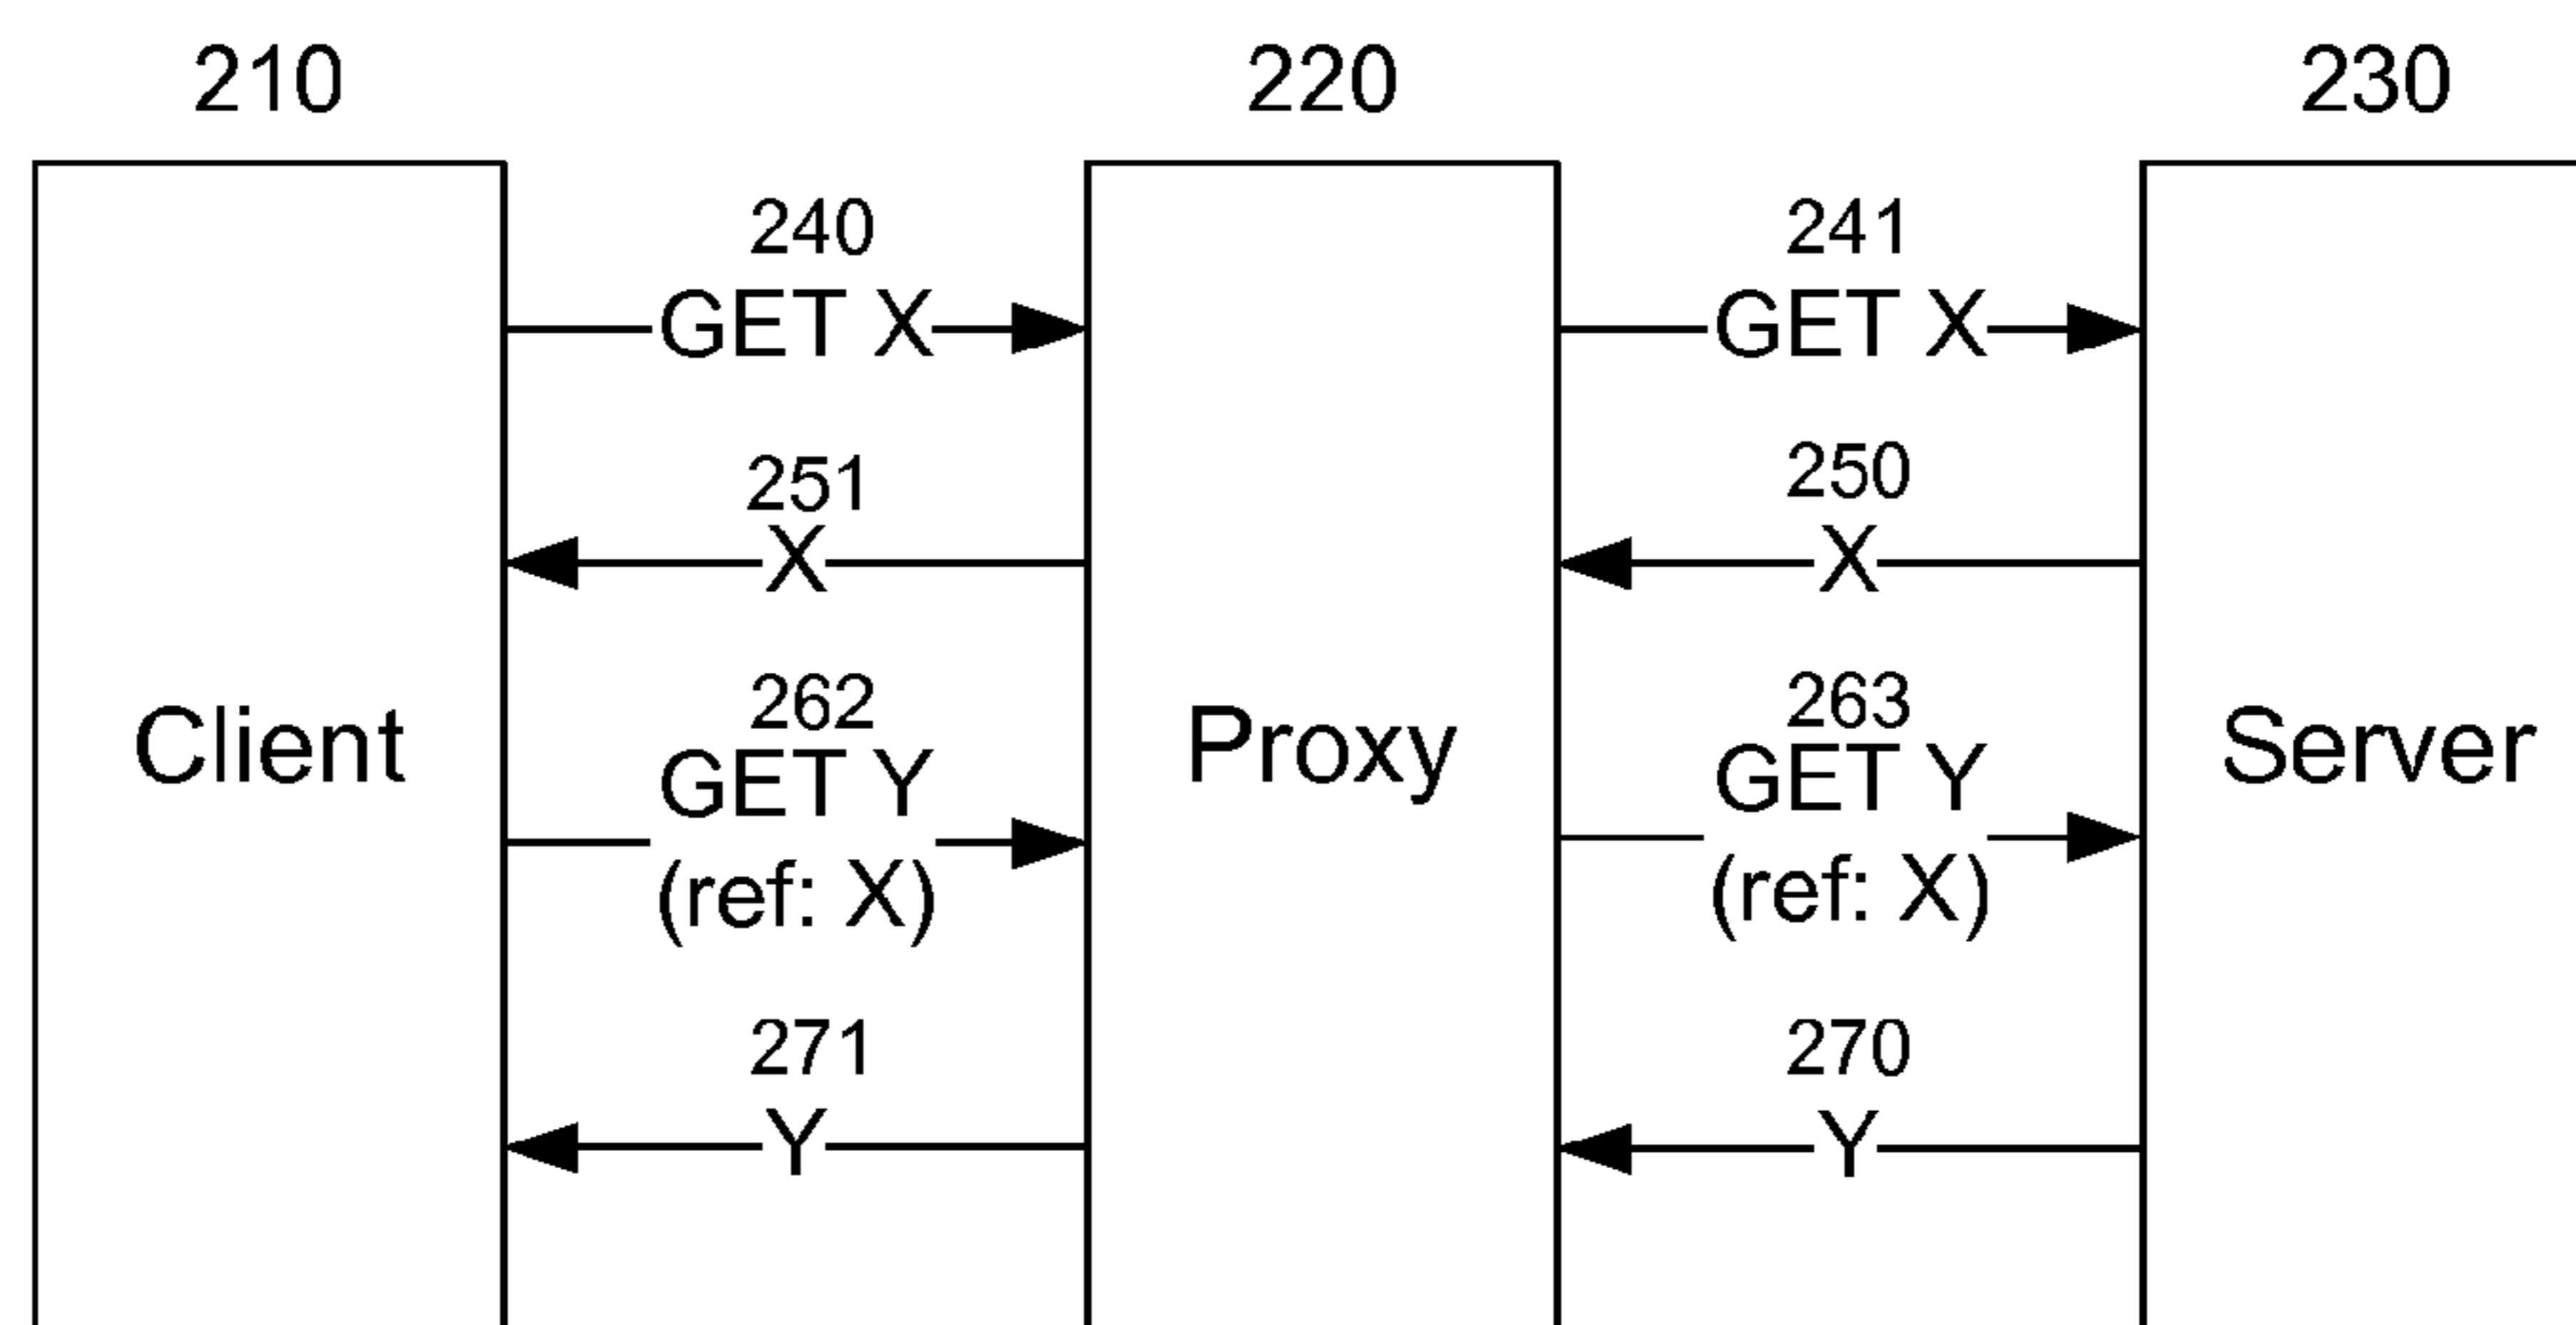 210
220
230
240
241
GET X
GET X
251
250
X
X
262
263
GET Y
GET Y
Client
Proxy
Server
(ref: X)
(ref: X)
271
270
Y
Y